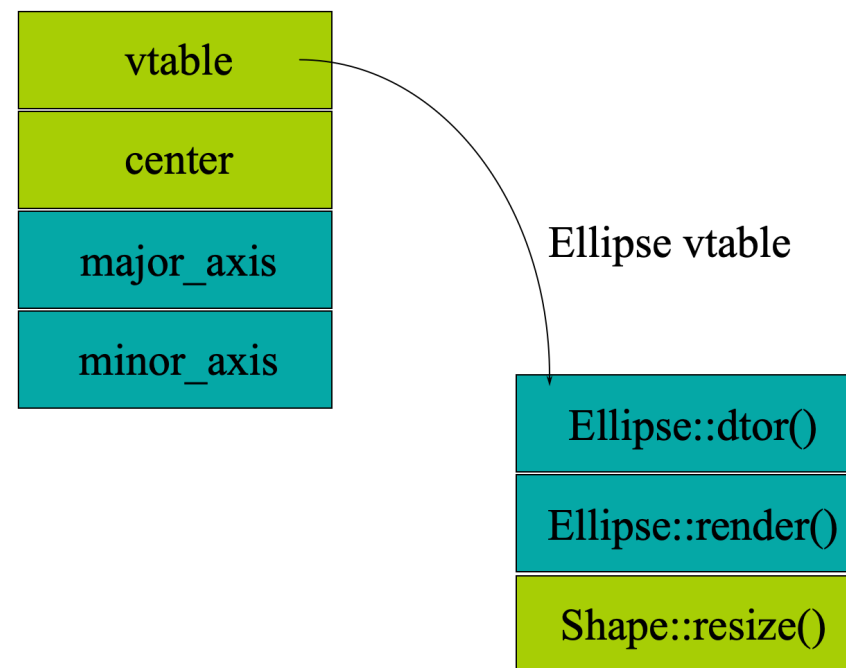 vtable
center
major_axis
minor_axis
Ellipse vtable
Ellipse::dtor()
Ellipse::render()
Shape::resize()